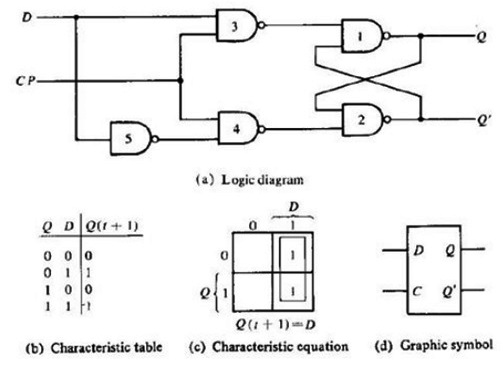 D
3
1
Q
CP
5
4
2
Q'
(a) Logic diagram
Q D Q(t + 1)
0 0 0
0 1 1
1 0 0
1 1 1
D
0 1
0 1
Q 1 1
Q(t + 1) = D
D Q
C Q'
(b) Characteristic table (c) Characteristic equation (d) Graphic symbol